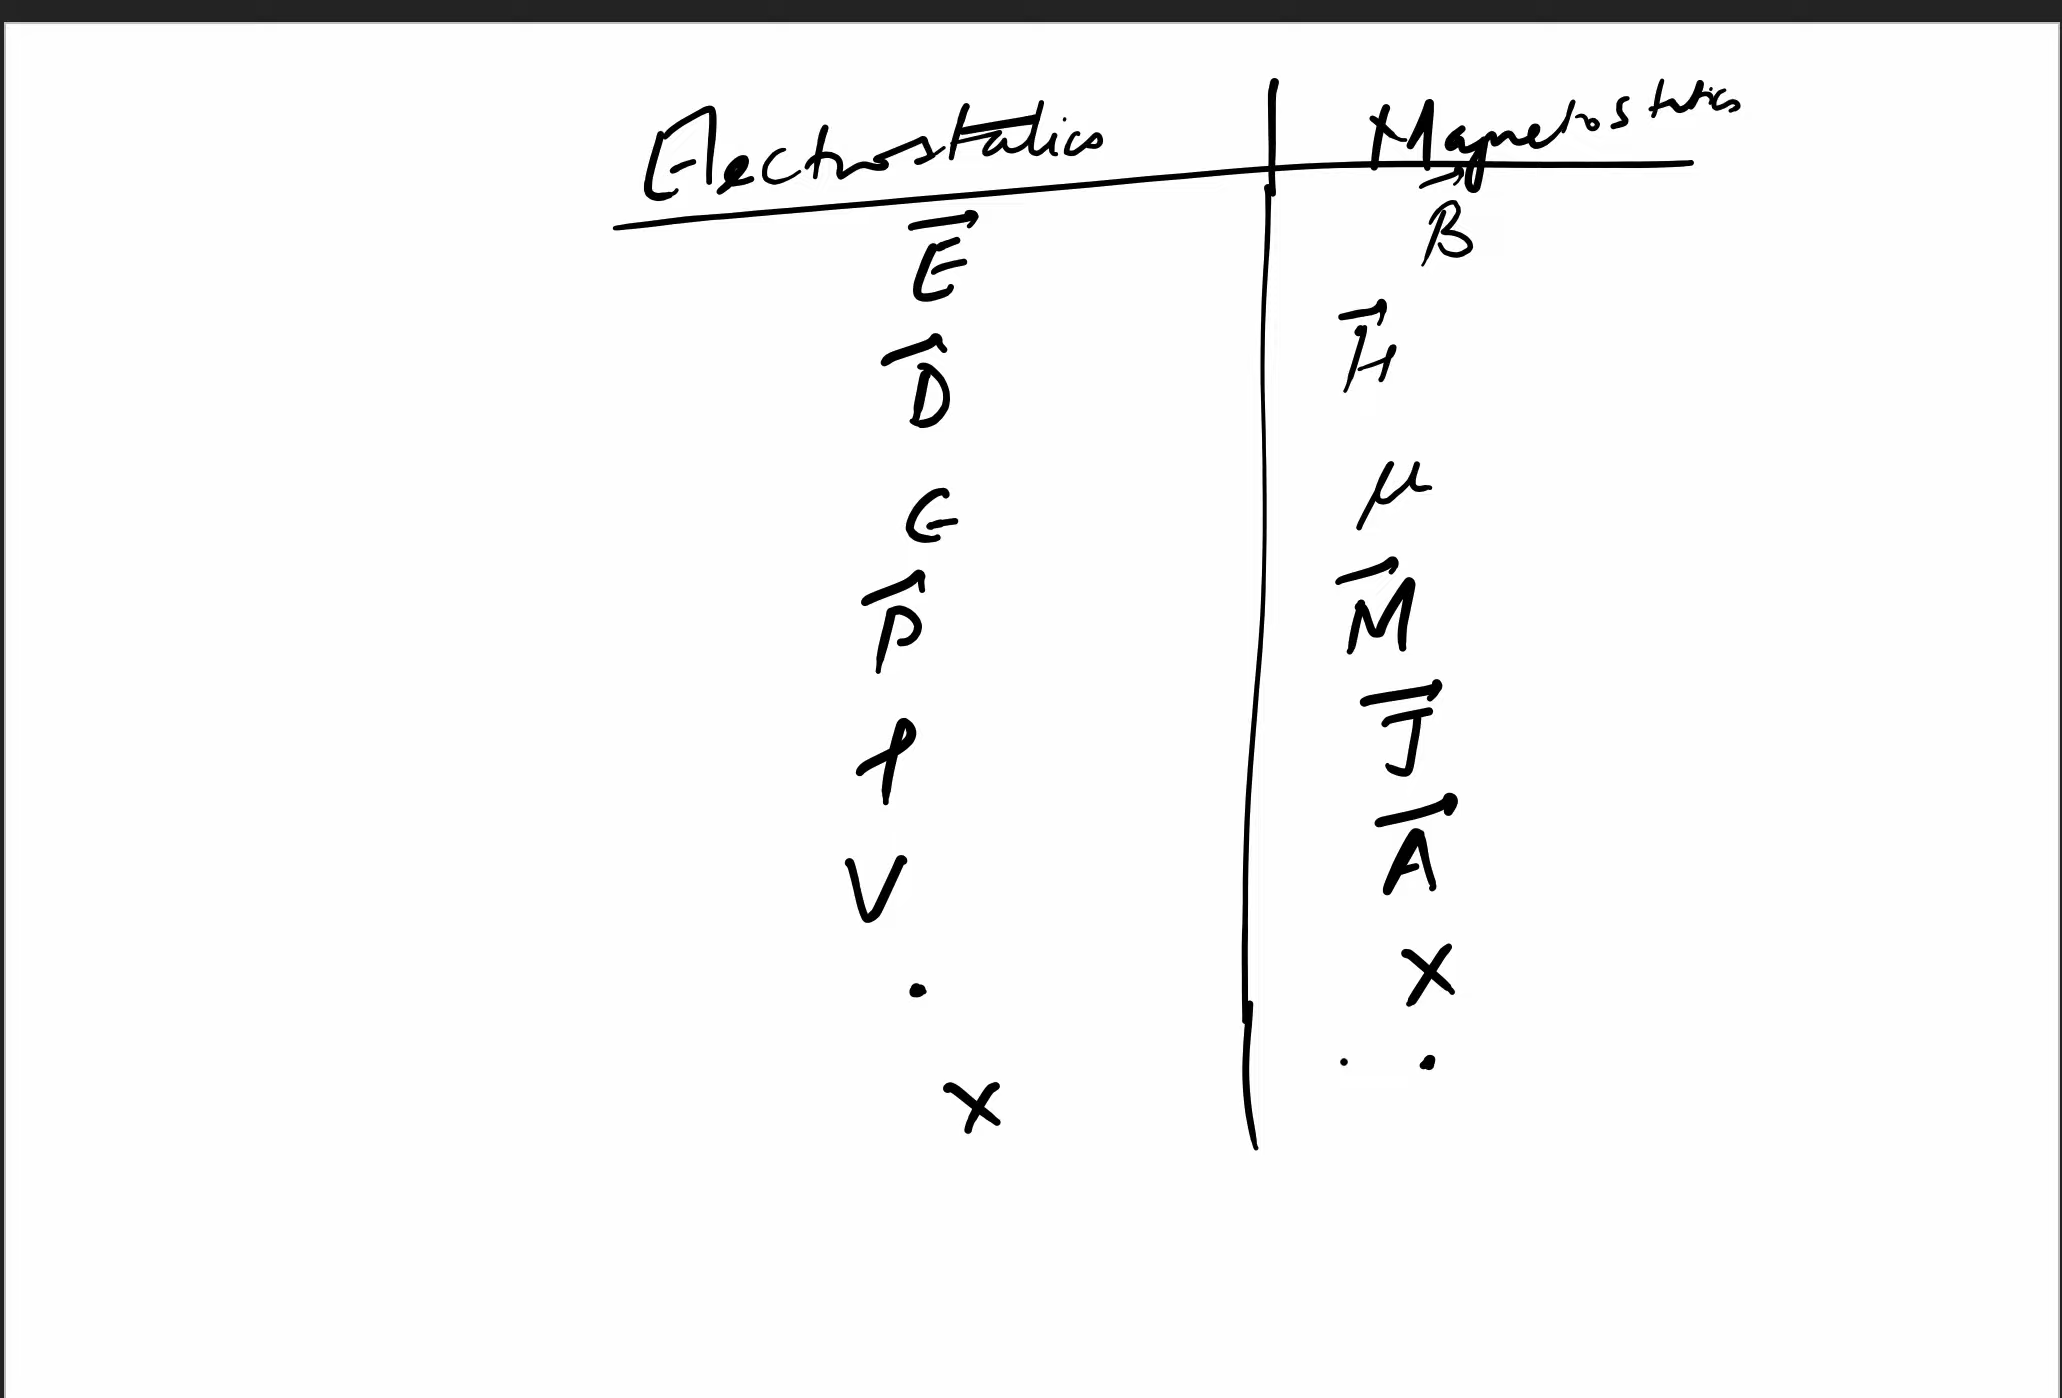 Electrostatics | Magnetostatics
E⃗ | B⃗
D⃗ | H⃗
ϵ | μ
P⃗ | M⃗
ρ | J⃗
V | A⃗
· | ×
× | ·